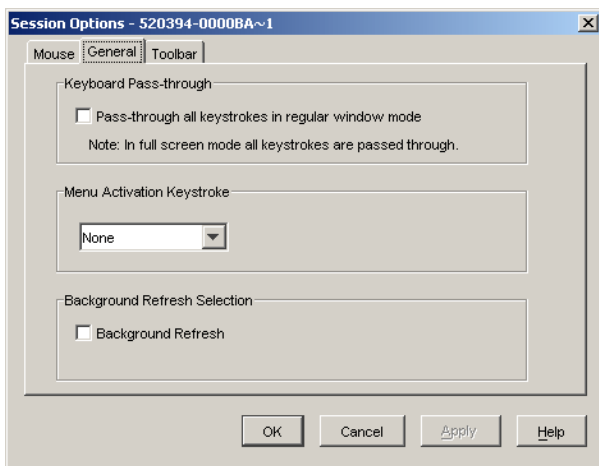 Session Options - 520394-0000BA~1
Mouse General Toolbar
Keyboard Pass-through
Pass-through all keystrokes in regular window mode
Note: In full screen mode all keystrokes are passed through.
Menu Activation Keystroke
None
Background Refresh Selection
Background Refresh
OK Cancel Apply Help